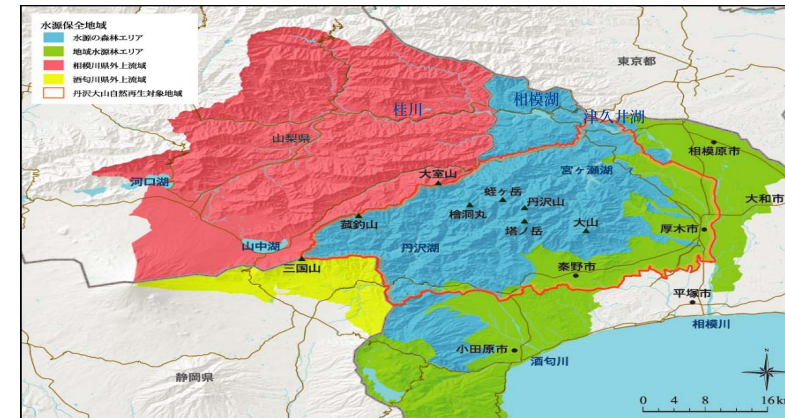 水源保全地域
水源の森林エリア
地域水源林エリア
相模川県外上流域
酒匂川県外上流域
丹沢大山自然再生対象地域
東京都
相模湖
桂川
津久井湖
山梨県
相模原市
河口湖
大室山
宮ヶ瀬湖
蛭ヶ岳
丹沢山
大和市
檜洞丸
菰釣山
塔ノ岳
大山
厚木市
山中湖
丹沢湖
三国山
秦野市
平塚市
相模川
小田原市
酒匂川
静岡県
0 4 8 16km